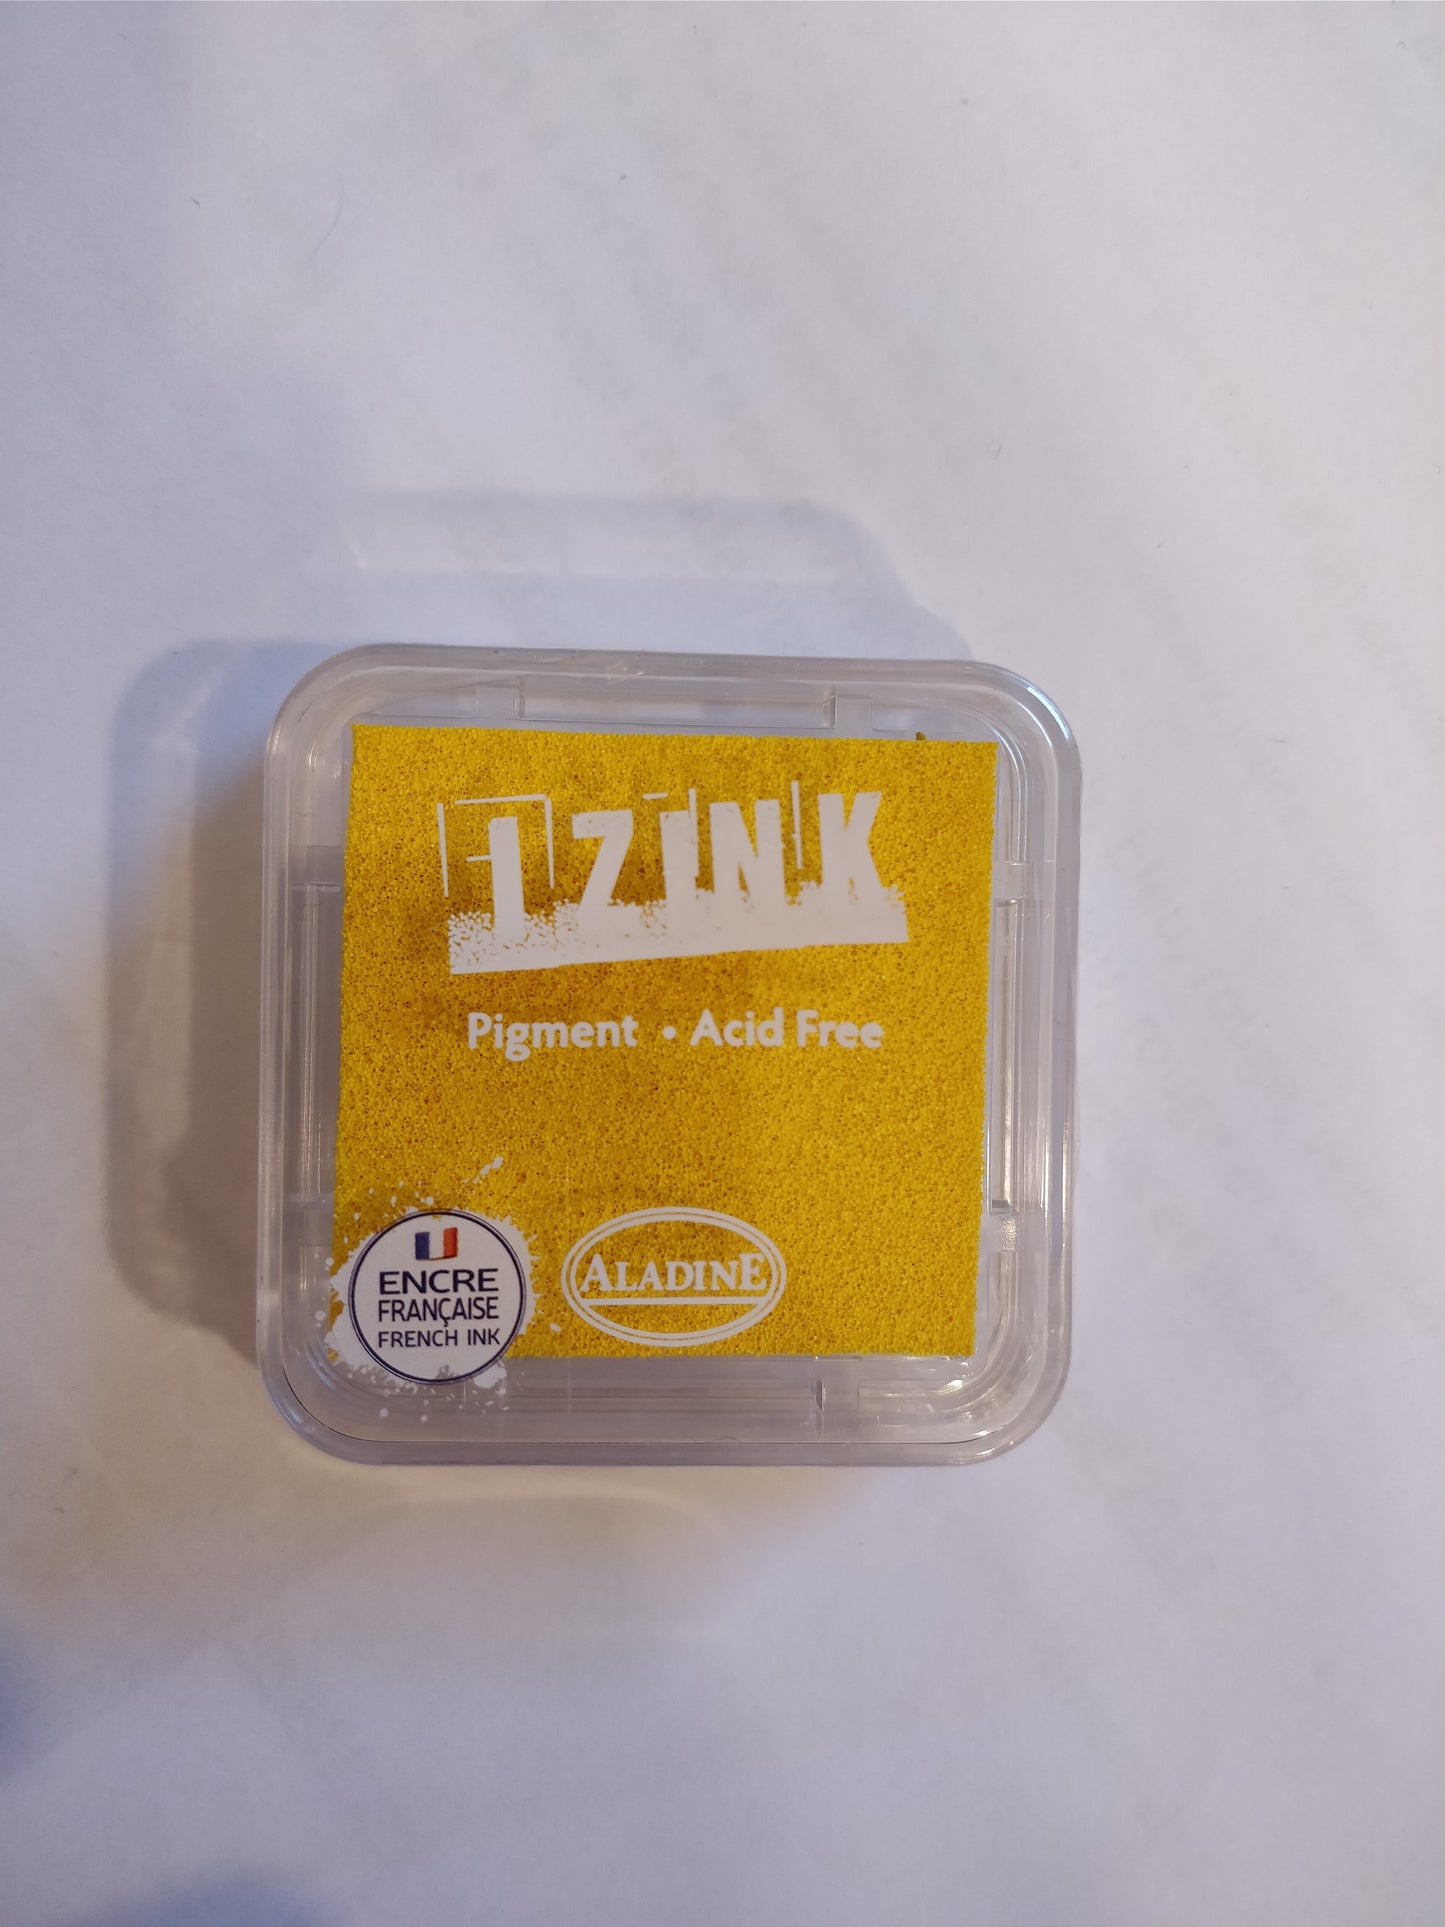 IZINK
Pigment • Acid Free
ENCRE
FRANÇAISE
FRENCH INK
ALADINE